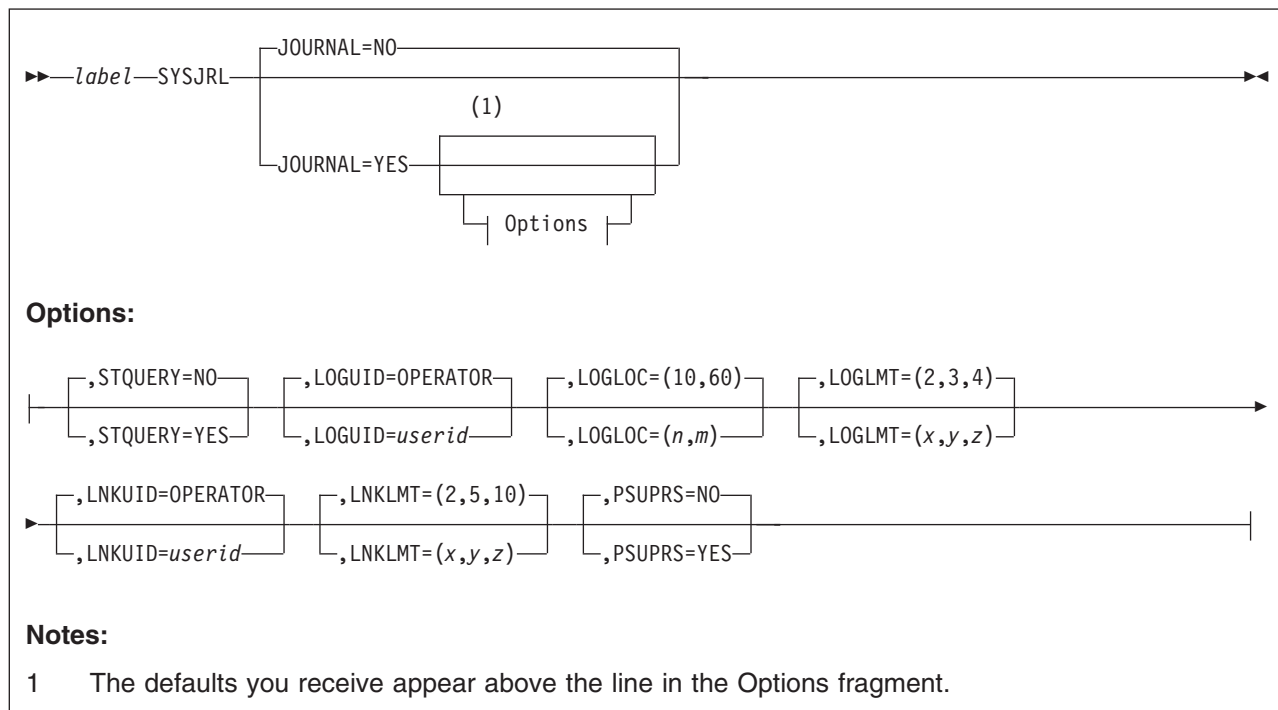 JOURNAL=NO
label SYSJRL
(1)
JOURNAL=YES
Options
Options:
,STQUERY=NO ,LOGUID=OPERATOR ,LOGLOC=(10,60) ,LOGLMT=(2,3,4)
,STQUERY=YES ,LOGUID=userid ,LOGLOC=(n,m) ,LOGLMT=(x,y,z)
,LNKUID=OPERATOR ,LNKLMT=(2,5,10) ,PSUPRS=NO
,LNKUID=userid ,LNKLMT=(x,y,z) ,PSUPRS=YES
Notes:
1 The defaults you receive appear above the line in the Options fragment.